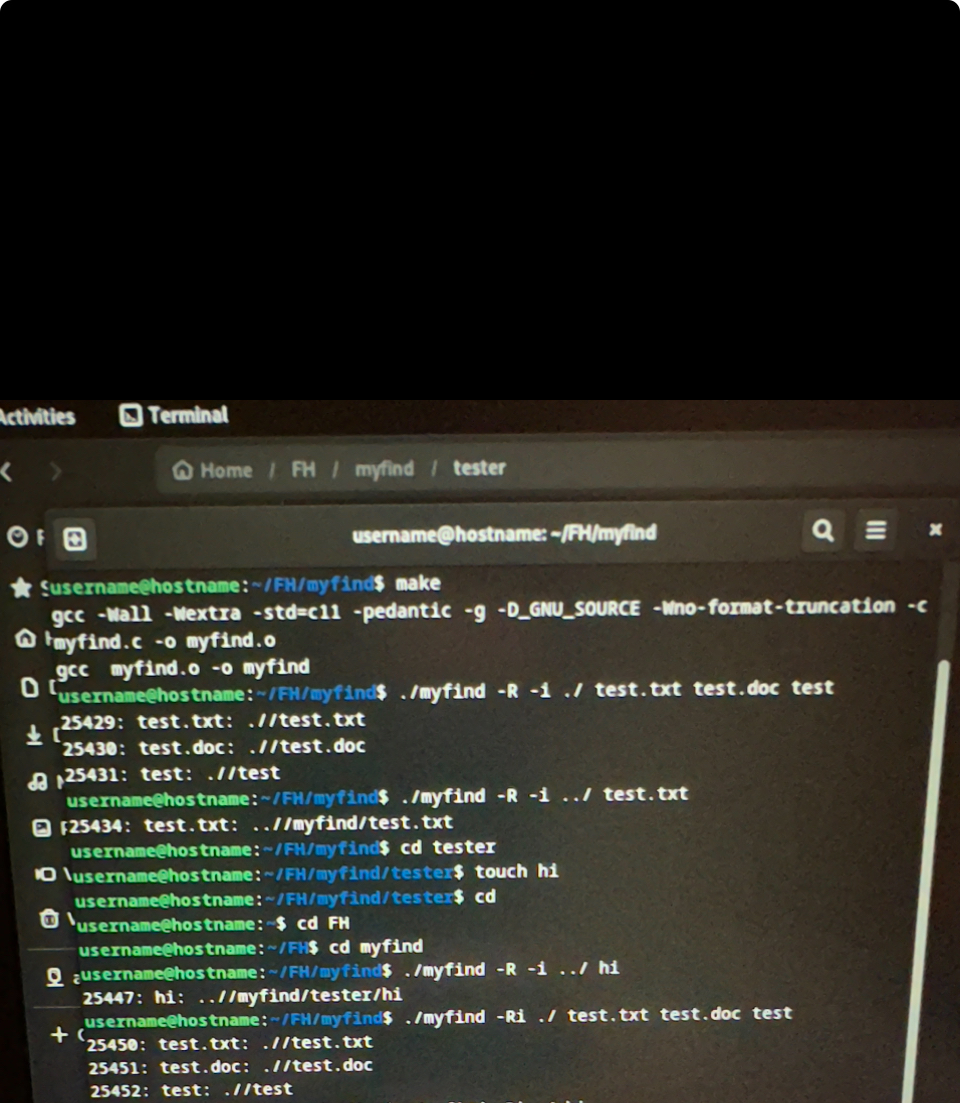 Activities Terminal
Home / FH / myfind / tester
username@hostname: ~/FH/myfind
username@hostname:~/FH/myfind$ make
gcc -Wall -Wextra -std=c11 -pedantic -g -D_GNU_SOURCE -Wno-format-truncation -c
myfind.c -o myfind.o
gcc  myfind.o -o myfind
username@hostname:~/FH/myfind$ ./myfind -R -i ./ test.txt test.doc test
25429: test.txt: .//test.txt
25430: test.doc: .//test.doc
25431: test: .//test
username@hostname:~/FH/myfind$ ./myfind -R -i ../ test.txt
25434: test.txt: ..//myfind/test.txt
username@hostname:~/FH/myfind$ cd tester
username@hostname:~/FH/myfind/tester$ touch hi
username@hostname:~/FH/myfind/tester$ cd
username@hostname:~$ cd FH
username@hostname:~/FH$ cd myfind
username@hostname:~/FH/myfind$ ./myfind -R -i ../ hi
25447: hi: ..//myfind/tester/hi
username@hostname:~/FH/myfind$ ./myfind -Ri ./ test.txt test.doc test
25450: test.txt: .//test.txt
25451: test.doc: .//test.doc
25452: test: .//test